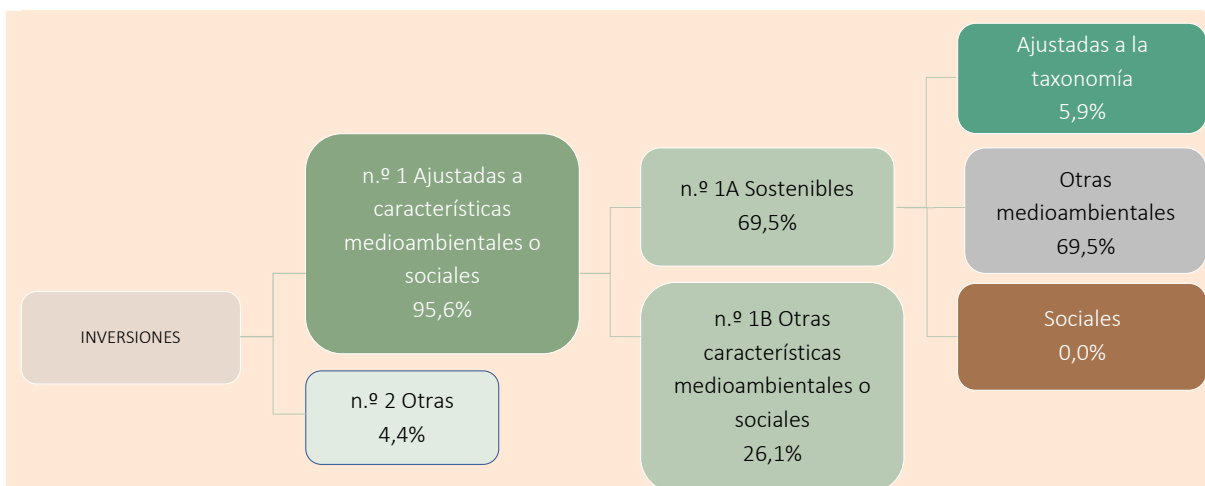 INVERSIONES
n.º 1 Ajustadas a
características
medioambientales o
sociales
95,6%
n.º 2 Otras
4,4%
n.º 1A Sostenibles
69,5%
n.º 1B Otras
características
medioambientales o
sociales
26,1%
Ajustadas a la
taxonomía
5,9%
Otras
medioambientales
69,5%
Sociales
0,0%